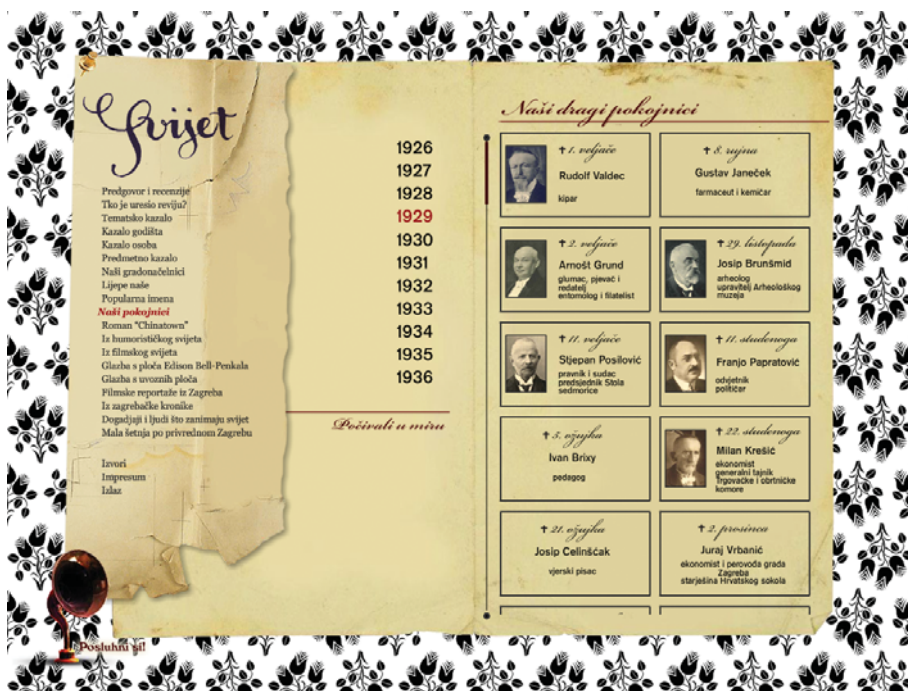 Svijet
Predgovor i recenzije
Tko je uresio reviju?
Tematsko kazalo
Kazalo godišta
Kazalo osoba
Predmetno kazalo
Naši gradonačelnici
Lijepe naše
Popularna imena
Naši pokojnici
Roman "Chinatown"
Iz humorističkog svijeta
Iz filmskog svijeta
Glazba s ploča Edison Bell-Penkala
Glazba s uvoznih ploča
Filmske reportaže iz Zagreba
Iz zagrebačke kronike
Dogadjaji i ljudi što zanimaju svijet
Mala šetnja po privrednom Zagrebu
Izvori
Impresum
Izlaz
Posluhni si!
1926
1927
1928
1929
1930
1931
1932
1933
1934
1935
1936
Počivali u miru
Naši dragi pokojnici
✝ 1. veljače
Rudolf Valdec
kipar
✝ 8. rujna
Gustav Janeček
farmaceut i kemičar
✝ 2. veljače
Arnošt Grund
glumac, pjevač i
redatelj
entomolog i filatelist
✝ 29. listopada
Josip Brunšmid
arheolog
upravitelj Arheološkog
muzeja
✝ 11. veljače
Stjepan Posilović
pravnik i sudac
predsjednik Stola
sedmorice
✝ 11. studenoga
Franjo Papratović
odvjetnik
političar
✝ 5. ožujka
Ivan Brixy
pedagog
✝ 22. studenoga
Milan Krešić
ekonomist
generalni tajnik
Trgovačke i obrtničke
komore
✝ 21. ožujka
Josip Celinšćak
vjerski pisac
✝ 2. prosinca
Juraj Vrbanić
ekonomist i perovođa grada
Zagreba
starješina Hrvatskog sokola